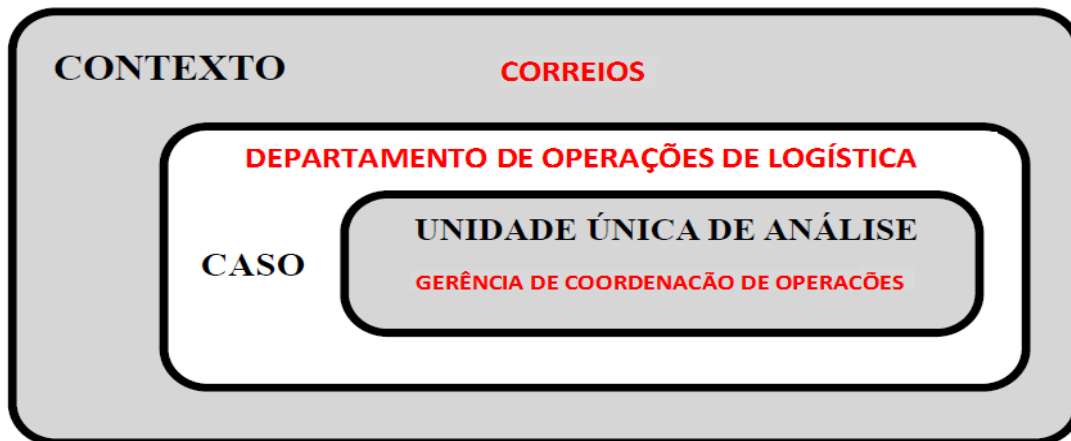 CONTEXTO CORREIOS
DEPARTAMENTO DE OPERAÇÕES DE LOGÍSTICA
UNIDADE ÚNICA DE ANÁLISE
CASO
GERÊNCIA DE COORDENACÃO DE OPERACÕES